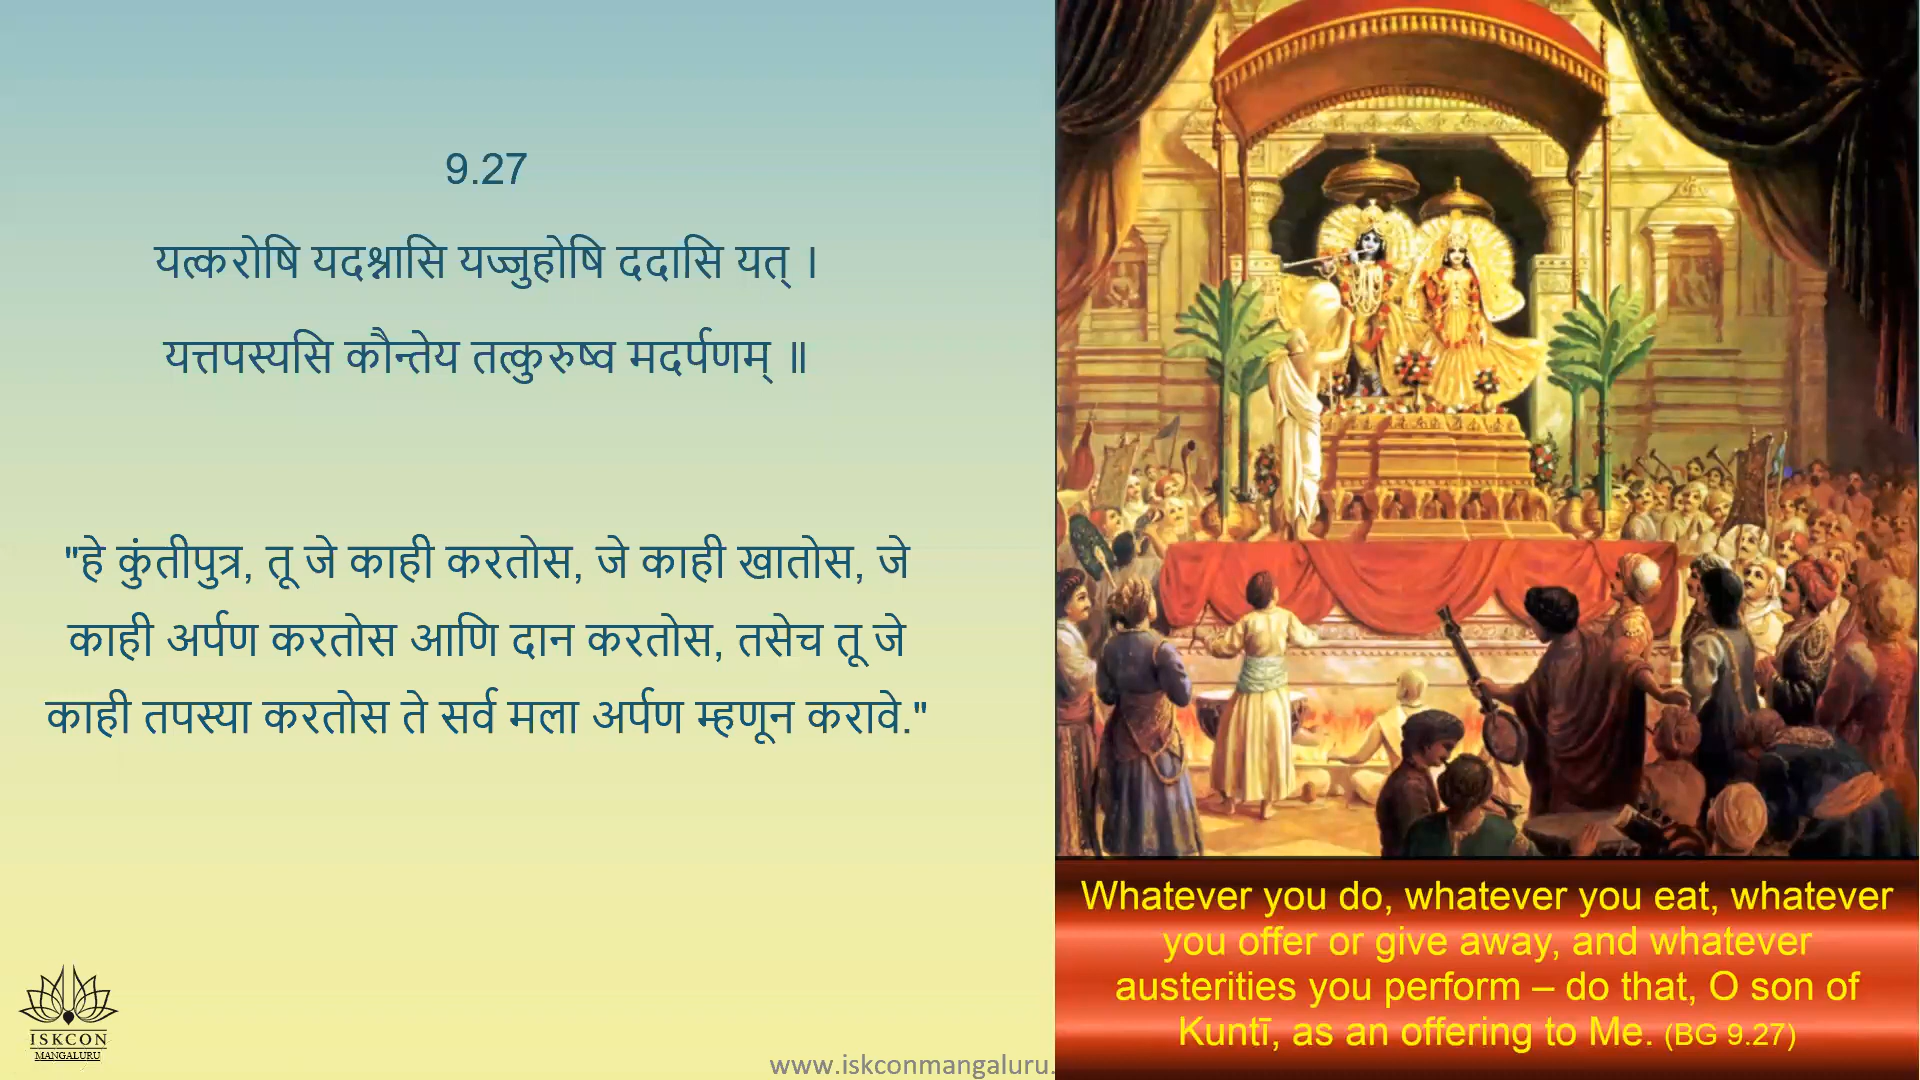 9.27
यत्करोषि यदश्नासि यज्जुहोषि ददासि यत् ।
यत्तपस्यसि कौन्तेय तत्कुरुष्व मदर्पणम् ॥
"हे कुंतीपुत्र, तू जे काही करतोस, जे काही खातोस, जे
काही अर्पण करतोस आणि दान करतोस, तसेच तू जे
काही तपस्या करतोस ते सर्व मला अर्पण म्हणून करावे."
ISKCON
MANGALURU
www.iskconmangaluru.
Whatever you do, whatever you eat, whatever
you offer or give away, and whatever
austerities you perform – do that, O son of
Kuntī, as an offering to Me. (BG 9.27)